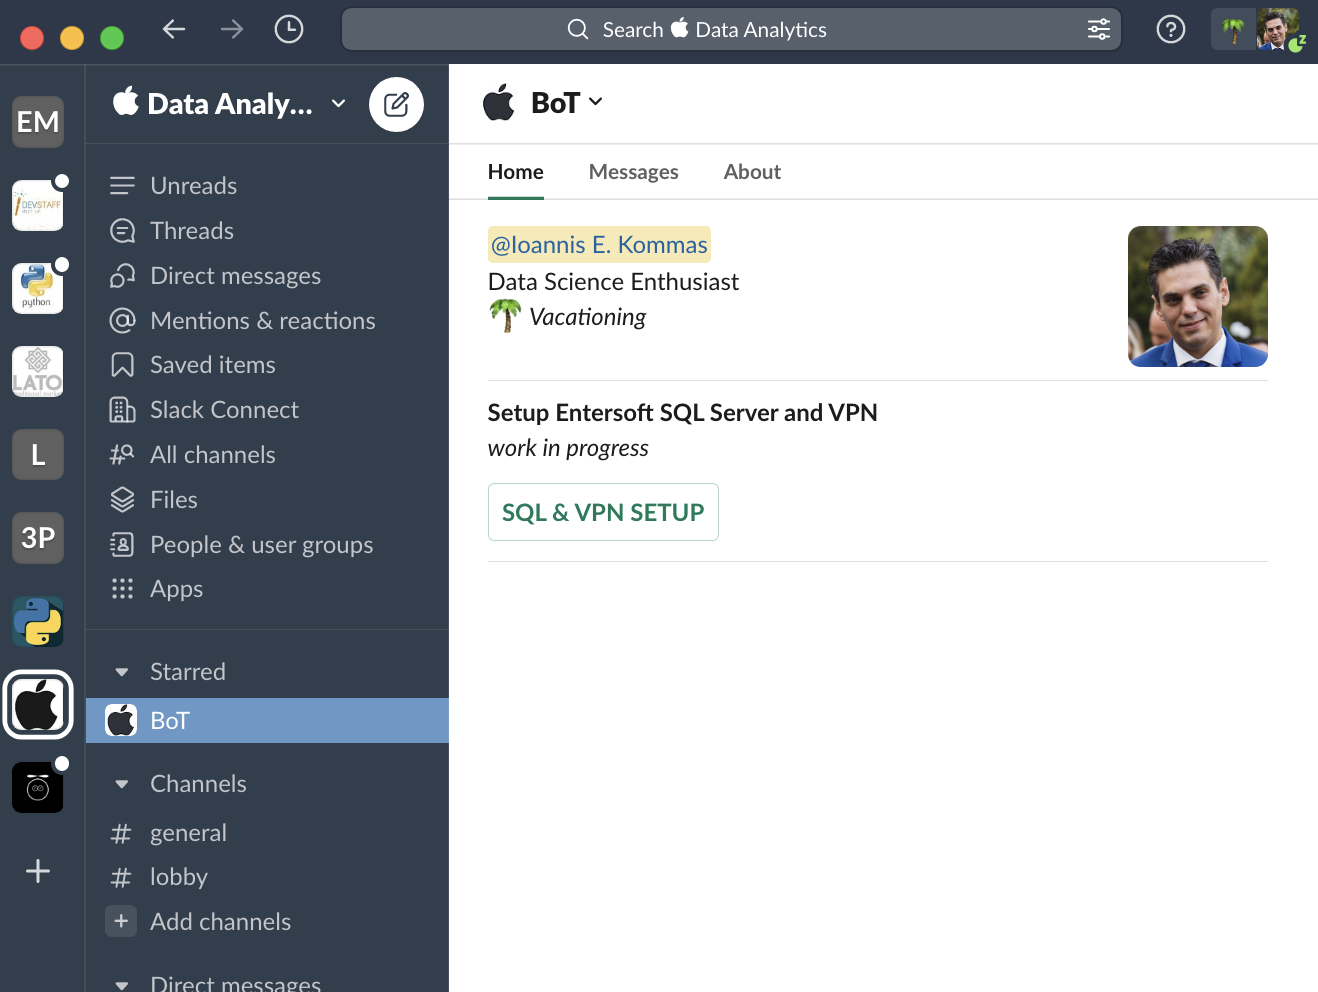 Search Data Analytics
EM
DEVSTAFF
python
LATO
L
3P
Data Analy...
Unreads
Threads
Direct messages
Mentions & reactions
Saved items
Slack Connect
All channels
Files
People & user groups
Apps
Starred
BoT
Channels
general
lobby
Add channels
Direct messages
BoT
Home Messages About
@Ioannis E. Kommas
Data Science Enthusiast
Vacationing
Setup Entersoft SQL Server and VPN
work in progress
SQL & VPN SETUP